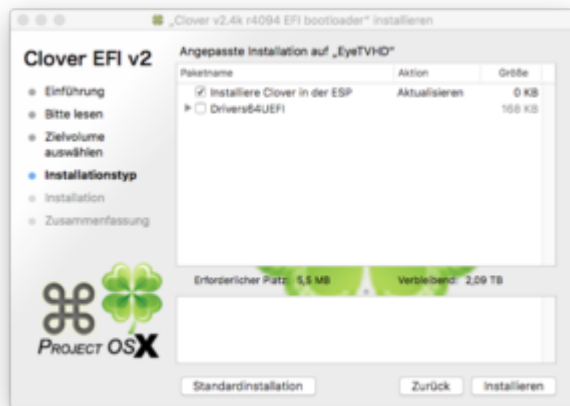 „Clover v2.4k r4094 EFI bootloader“ installieren
Clover EFI v2
Angepasste Installation auf „EyeTVHD“
Paketname Aktion Größe
Installiere Clover in der ESP Aktualisieren 0 KB
Drivers64UEFI 168 KB
Einführung
Bitte lesen
Zielvolume
auswählen
Installationstyp
Installation
Zusammenfassung
Erforderlicher Platz: 5,5 MB Verbleibend: 2,09 TB
PROJECT OSX
Standardinstallation Zurück Installieren